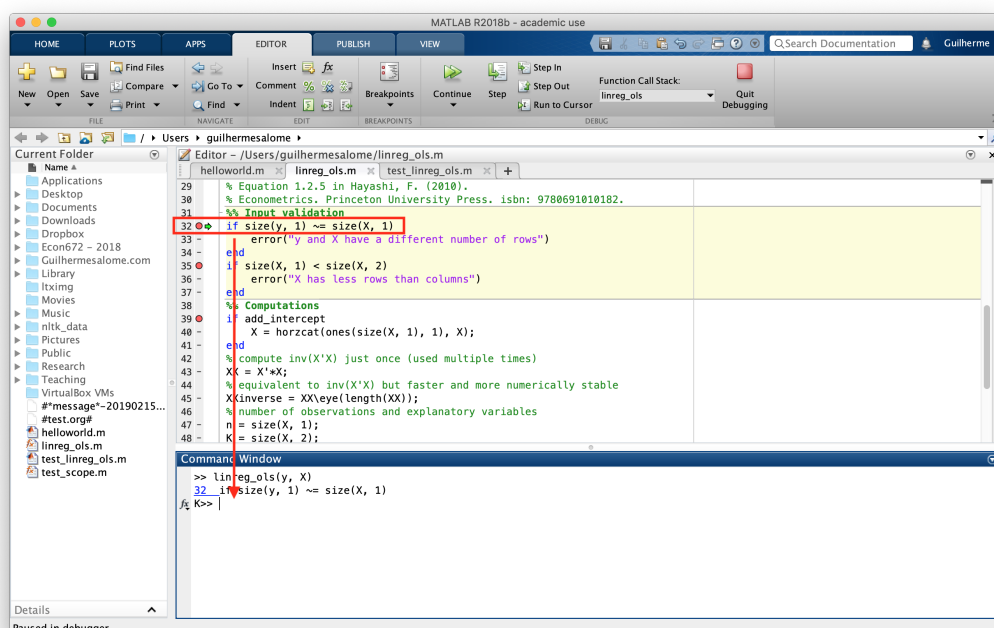 MATLAB R2018b - academic use
HOME PLOTS APPS EDITOR PUBLISH VIEW Search Documentation Guilherme
New Open Save Find Files Compare Print
FILE
Go To Find
NAVIGATE
Insert fx
Comment %
Indent
EDIT
Breakpoints
BREAKPOINTS
Continue Step Step In Step Out Run to Cursor
Function Call Stack:
linreg_ols
Quit Debugging
DEBUG
/ Users guilhermesalome
Current Folder
Name
Applications
Desktop
Documents
Downloads
Dropbox
Econ672 - 2018
Guilhermesalome.com
Library
ltximg
Movies
Music
nltk_data
Pictures
Public
Research
Teaching
VirtualBox VMs
#*message*-20190215...
#test.org#
helloworld.m
linreg_ols.m
test_linreg_ols.m
test_scope.m
Details
Paused in debugger
Editor - /Users/guilhermesalome/linreg_ols.m
helloworld.m × linreg_ols.m × test_linreg_ols.m × +
29 % Equation 1.2.5 in Hayashi, F. (2010).
30 % Econometrics. Princeton University Press. isbn: 9780691010182.
31 %% Input validation
32 if size(y, 1) ~= size(X, 1)
33 - error("y and X have a different number of rows")
34 - end
35 if size(X, 1) < size(X, 2)
36 - error("X has less rows than columns")
37 - end
38 %% Computations
39 if add_intercept
40 - X = horzcat(ones(size(X, 1), 1), X);
41 - end
42 % compute inv(X'X) just once (used multiple times)
43 - XX = X'*X;
44 % equivalent to inv(X'X) but faster and more numerically stable
45 - XXinverse = XX\eye(length(XX));
46 % number of observations and explanatory variables
47 - n = size(X, 1);
48 - K = size(X, 2);
Command Window
>> linreg_ols(y, X)
32 if size(y, 1) ~= size(X, 1)
fx K>>